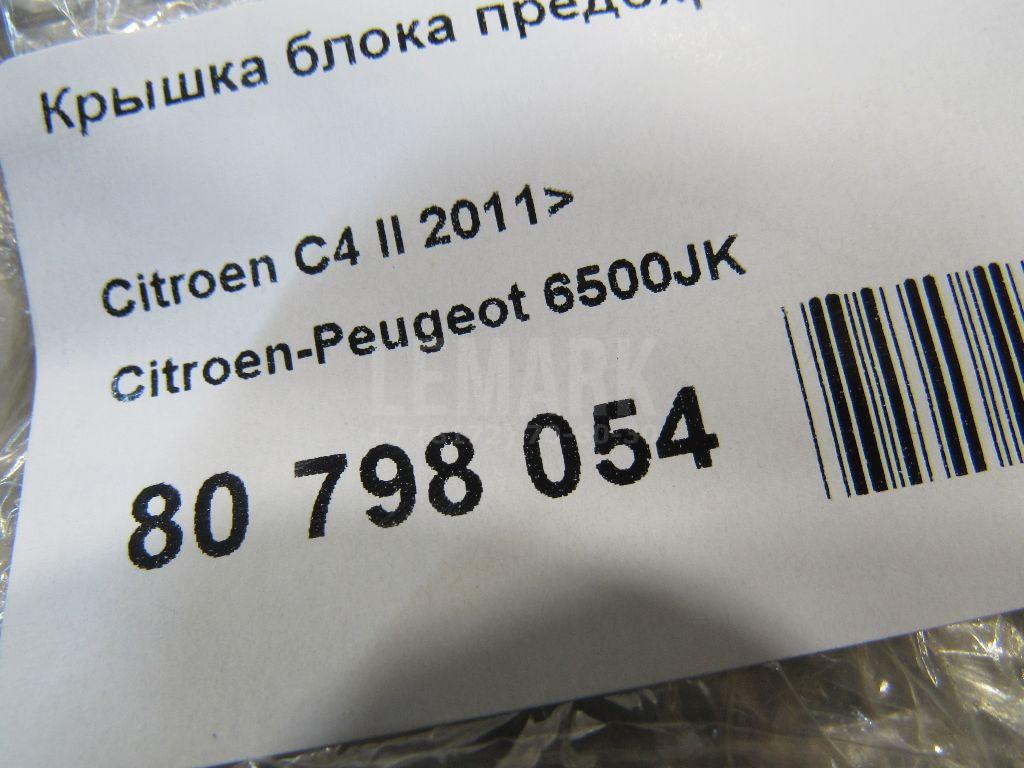 Крышка блока
Citroen C4 II 2011>
Citroen-Peugeot 6500JK
LEMARK
80 798 054